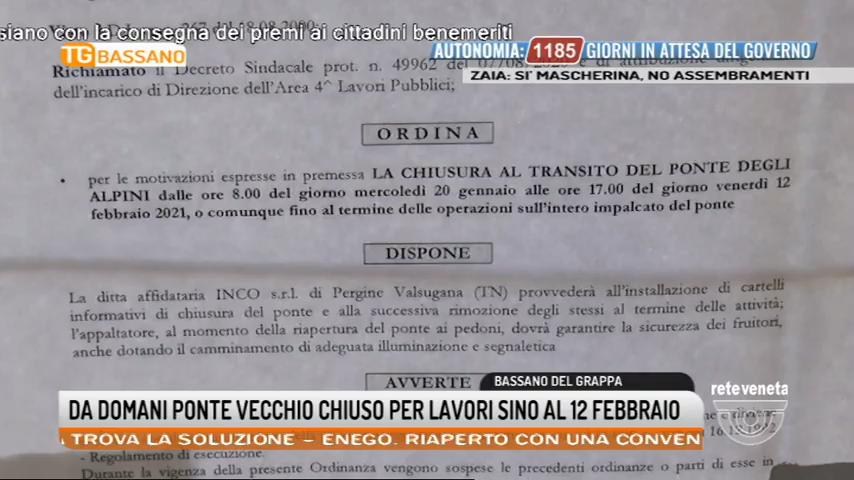 siano con la consegna dei premi ai cittadini benemeriti
TG BASSANO
AUTONOMIA: 1185 GIORNI IN ATTESA DEL GOVERNO
ZAIA: SI' MASCHERINA, NO ASSEMBRAMENTI
Richiamato il Decreto Sindacale prot. n. 49962 del
dell'incarico di Direzione dell'Area 4^ Lavori Pubblici;
ORDINA
• per le motivazioni espresse in premessa LA CHIUSURA AL TRANSITO DEL PONTE DEGLI
ALPINI dalle ore 8.00 del giorno mercoledì 20 gennaio alle ore 17.00 del giorno venerdì 12
febbraio 2021, o comunque fino al termine delle operazioni sull'intero impalcato del ponte
DISPONE
La ditta affidataria INCO s.r.l. di Pergine Valsugana (TN) provvederà all'installazione di cartelli
informativi di chiusura del ponte e alla successiva rimozione degli stessi al termine delle attività;
l'appaltatore, al momento della riapertura del ponte ai pedoni, dovrà garantire la sicurezza dei fruitori,
anche dotando il camminamento di adeguata illuminazione e segnaletica
AVVERTE
BASSANO DEL GRAPPA
reteveneta
DA DOMANI PONTE VECCHIO CHIUSO PER LAVORI SINO AL 12 FEBBRAIO
A TROVA LA SOLUZIONE – ENEGO. RIAPERTO CON UNA CONVEN
- Regolamento di esecuzione.
Durante la vigenza della presente Ordinanza vengono sospese le precedenti ordinanze o parti di esse in